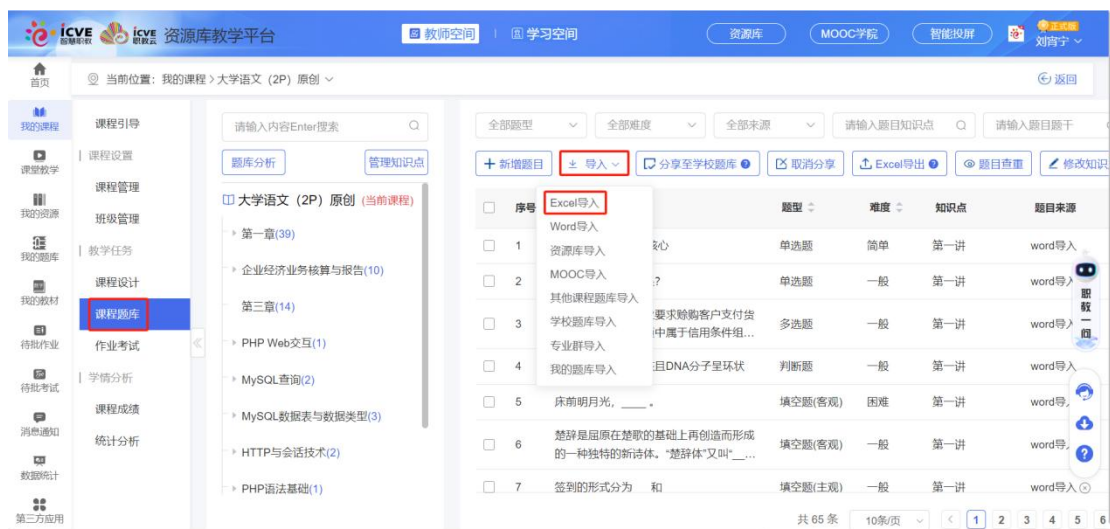 icve 智慧职教 icve 职教云 资源库教学平台 教师空间 学习空间 资源库 MOOC学院 智能投屏 正式版 刘宵宁
首页
当前位置：我的课程 > 大学语文（2P）原创
返回
我的课程
课堂教学
我的资源
我的题库
我的教材
待批作业
待批考试
消息通知
数据统计
第三方应用
课程引导
课程设置
课程管理
班级管理
教学任务
课程设计
课程题库
作业考试
学情分析
课程成绩
统计分析
请输入内容Enter搜索
题库分析 管理知识点
大学语文（2P）原创 (当前课程)
第一章(39)
企业经济业务核算与报告(10)
第三章(14)
PHP Web交互(1)
MySQL查询(2)
MySQL数据表与数据类型(3)
HTTP与会话技术(2)
PHP语法基础(1)
全部题型 全部难度 全部来源 请输入题目知识点 请输入题目题干
新增题目 导入 分享至学校题库 取消分享 Excel导出 题目查重 修改知识
Excel导入
Word导入
资源库导入
MOOC导入
其他课程题库导入
学校题库导入
专业群导入
我的题库导入
序号 题型 难度 知识点 题目来源
1 核心 单选题 简单 第一讲 word导入
2 ? 单选题 一般 第一讲 word导入
3 要求赊购客户支付货
中属于信用条件组... 多选题 一般 第一讲 word导入
4 且DNA分子呈环状 判断题 一般 第一讲 word导入
5 床前明月光，____ 。 填空题(客观) 困难 第一讲 word导
6 楚辞是屈原在楚歌的基础上再创造而形成
的一种独特的新诗体。“楚辞体”又叫“__... 填空题(客观) 一般 第一讲 word导
7 签到的形式分为 和 填空题(主观) 一般 第一讲 word导入
职教一问
共 65 条 10条/页 1 2 3 4 5 6